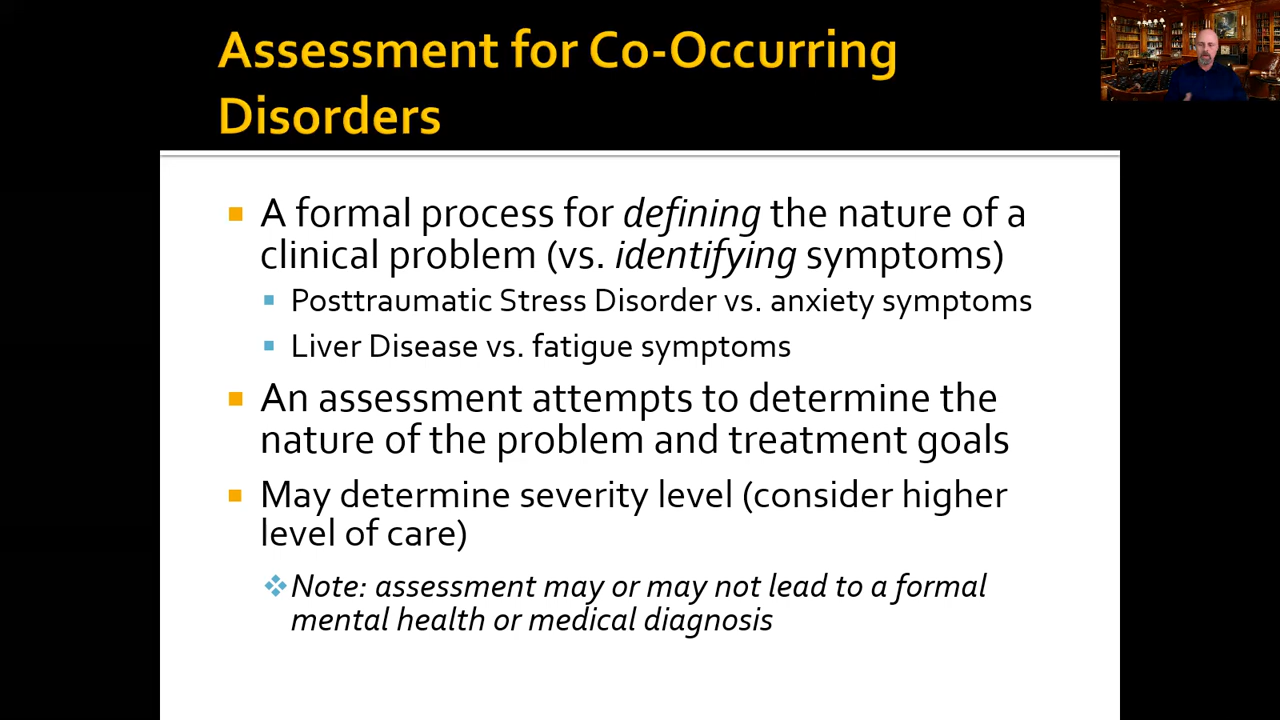 Assessment for Co-Occurring
Disorders
A formal process for defining the nature of a
clinical problem (vs. identifying symptoms)
Posttraumatic Stress Disorder vs. anxiety symptoms
Liver Disease vs. fatigue symptoms
An assessment attempts to determine the
nature of the problem and treatment goals
May determine severity level (consider higher
level of care)
Note: assessment may or may not lead to a formal
mental health or medical diagnosis